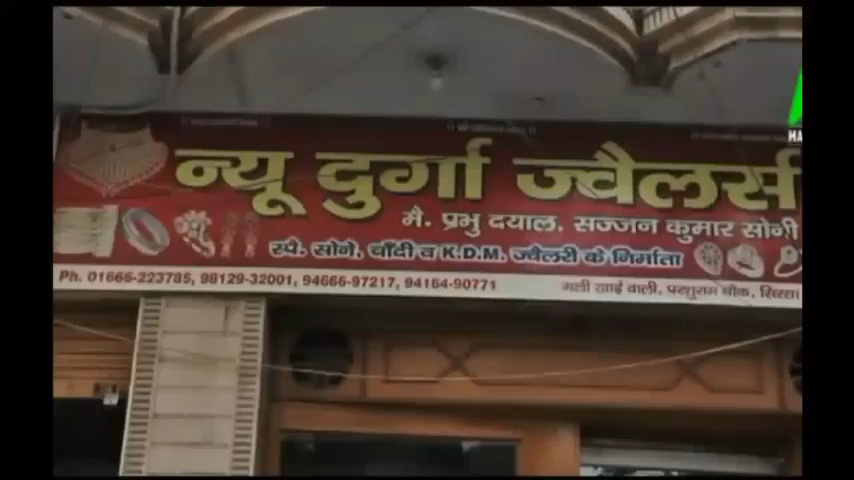 न्यू दुर्गा ज्वैलर्स
मै. प्रभु दयाल, सज्जन कुमार सोनी
स्पे. सोने, चाँदी व K.D.M. ज्वैलरी के निर्माता
Ph. 01666-223785, 98129-32001, 94666-97217, 94164-90771
गली खाई वाली, परशुराम चौक, सिरसा